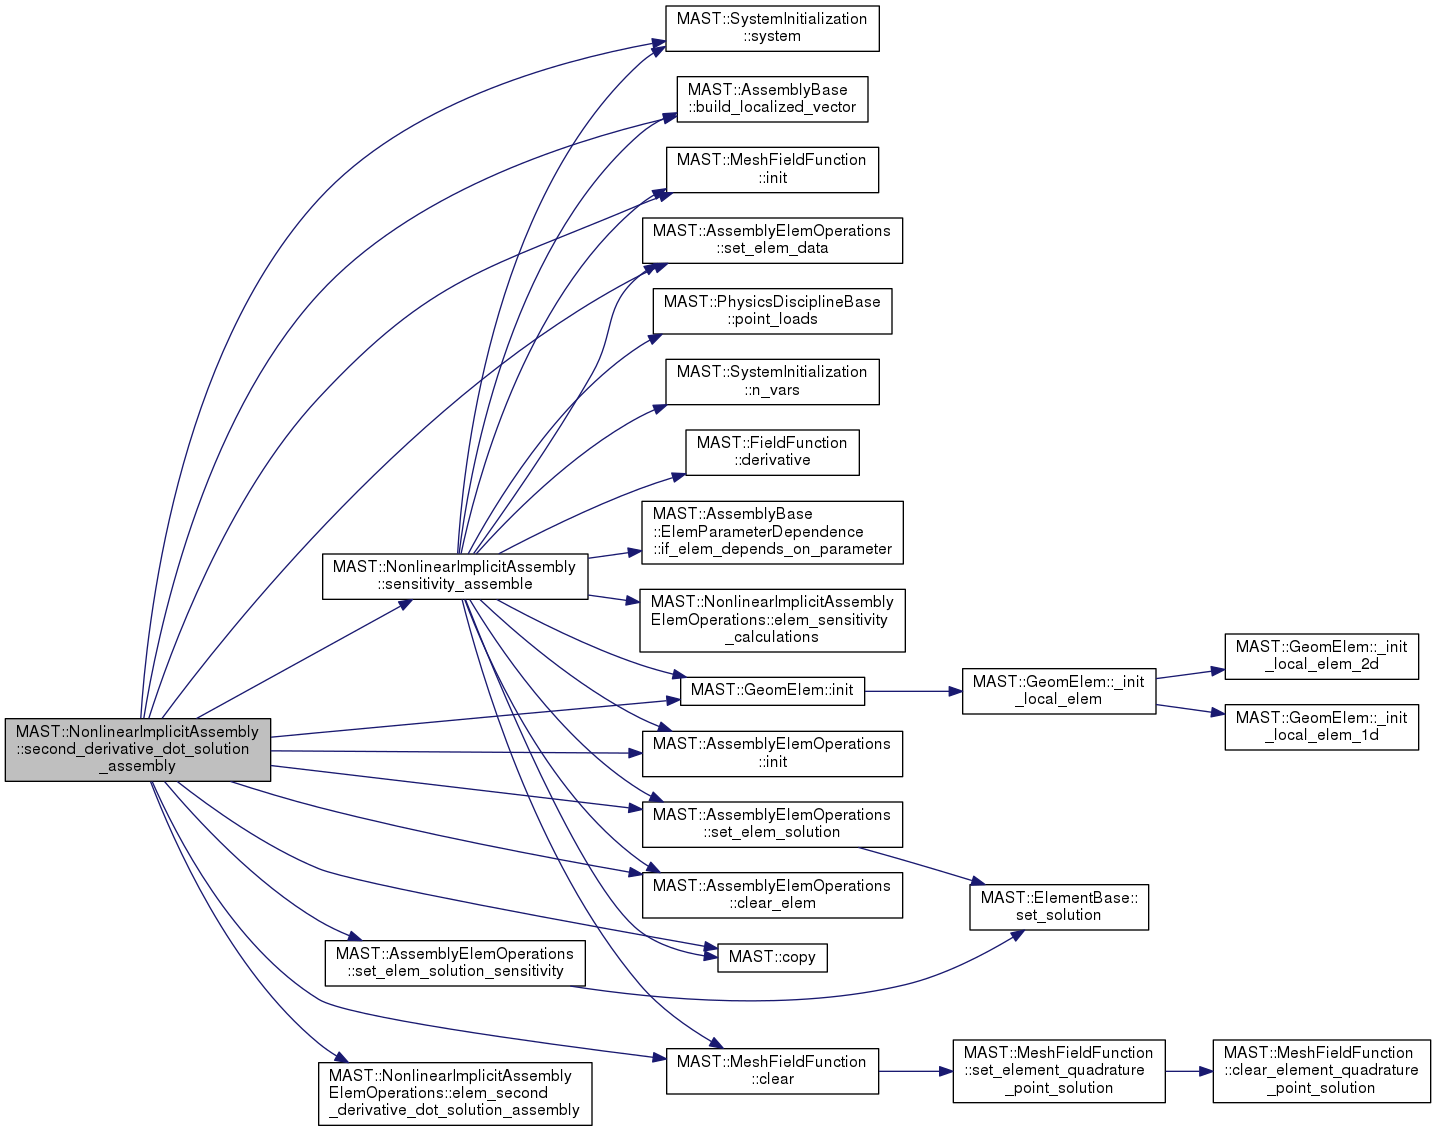 MAST::SystemInitialization
::system
MAST::AssemblyBase
::build_localized_vector
MAST::MeshFieldFunction
::init
MAST::AssemblyElemOperations
::set_elem_data
MAST::PhysicsDisciplineBase
::point_loads
MAST::SystemInitialization
::n_vars
MAST::FieldFunction
::derivative
MAST::AssemblyBase
::ElemParameterDependence
::if_elem_depends_on_parameter
MAST::NonlinearImplicitAssembly
::sensitivity_assemble
MAST::NonlinearImplicitAssembly
ElemOperations::elem_sensitivity
_calculations
MAST::GeomElem::init
MAST::GeomElem::_init
_local_elem
MAST::GeomElem::_init
_local_elem_2d
MAST::GeomElem::_init
_local_elem_1d
MAST::NonlinearImplicitAssembly
::second_derivative_dot_solution
_assembly
MAST::AssemblyElemOperations
::init
MAST::AssemblyElemOperations
::set_elem_solution
MAST::AssemblyElemOperations
::clear_elem
MAST::ElementBase::
set_solution
MAST::copy
MAST::AssemblyElemOperations
::set_elem_solution_sensitivity
MAST::MeshFieldFunction
::clear
MAST::MeshFieldFunction
::set_element_quadrature
_point_solution
MAST::MeshFieldFunction
::clear_element_quadrature
_point_solution
MAST::NonlinearImplicitAssembly
ElemOperations::elem_second
_derivative_dot_solution_assembly